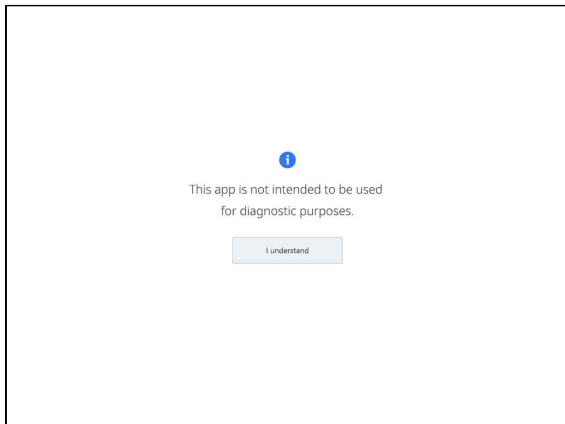 This app is not intended to be used
for diagnostic purposes.
I understand